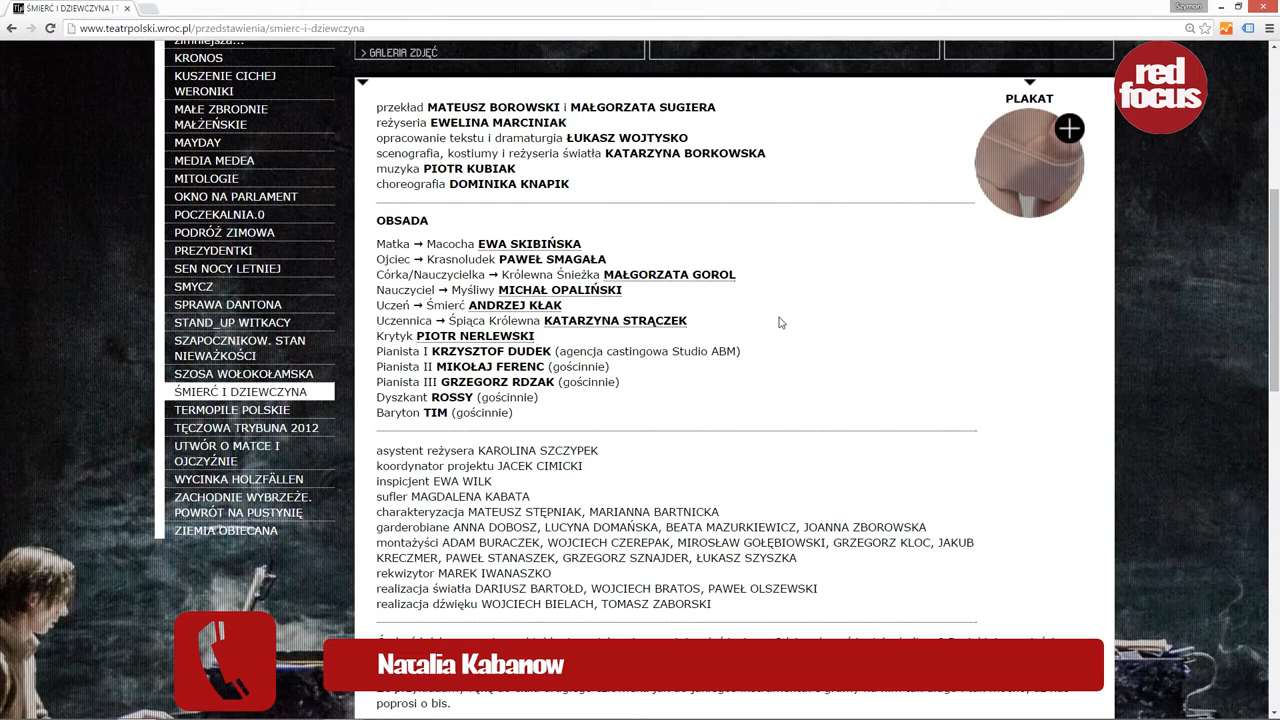 ŚMIERĆ I DZIEWCZYNA | T
Szymon
www.teatrpolski.wroc.pl/przedstawienia/smierc-i-dziewczyna
zimniejsza...
KRONOS
KUSZENIE CICHEJ
WERONIKI
MAŁE ZBRODNIE
MAŁŻEŃSKIE
MAYDAY
MEDIA MEDEA
MITOLOGIE
OKNO NA PARLAMENT
POCZEKALNIA.0
PODRÓŻ ZIMOWA
PREZYDENTKI
SEN NOCY LETNIEJ
SMYCZ
SPRAWA DANTONA
STAND_UP WITKACY
SZAPOCZNIKOW. STAN
NIEWAŻKOŚCI
SZOSA WOŁOKOŁAMSKA
ŚMIERĆ I DZIEWCZYNA
TERMOPILE POLSKIE
TĘCZOWA TRYBUNA 2012
UTWÓR O MATCE I
OJCZYŹNIE
WYCINKA HOLZFÄLLEN
ZACHODNIE WYBRZEŻE.
POWRÓT NA PUSTYNIĘ
ZIEMIA OBIECANA
> GALERIA ZDJĘĆ
przekład MATEUSZ BOROWSKI i MAŁGORZATA SUGIERA
reżyseria EWELINA MARCINIAK
opracowanie tekstu i dramaturgia ŁUKASZ WOJTYSKO
scenografia, kostiumy i reżyseria światła KATARZYNA BORKOWSKA
muzyka PIOTR KUBIAK
choreografia DOMINIKA KNAPIK
OBSADA
Matka → Macocha EWA SKIBIŃSKA
Ojciec → Krasnoludek PAWEŁ SMAGAŁA
Córka/Nauczycielka → Królewna Śnieżka MAŁGORZATA GOROL
Nauczyciel → Myśliwy MICHAŁ OPALIŃSKI
Uczeń → Śmierć ANDRZEJ KŁAK
Uczennica → Śpiąca Królewna KATARZYNA STRĄCZEK
Krytyk PIOTR NERLEWSKI
Pianista I KRZYSZTOF DUDEK (agencja castingowa Studio ABM)
Pianista II MIKOŁAJ FERENC (gościnnie)
Pianista III GRZEGORZ RDZAK (gościnnie)
Dyszkant ROSSY (gościnnie)
Baryton TIM (gościnnie)
asystent reżysera KAROLINA SZCZYPEK
koordynator projektu JACEK CIMICKI
inspicjent EWA WILK
sufler MAGDALENA KABATA
charakteryzacja MATEUSZ STĘPNIAK, MARIANNA BARTNICKA
garderobiane ANNA DOBOSZ, LUCYNA DOMAŃSKA, BEATA MAZURKIEWICZ, JOANNA ZBOROWSKA
montażyści ADAM BURACZEK, WOJCIECH CZEREPAK, MIROSŁAW GOŁĘBIOWSKI, GRZEGORZ KLOC, JAKUB
KRECZMER, PAWEŁ STANASZEK, GRZEGORZ SZNAJDER, ŁUKASZ SZYSZKA
rekwizytor MAREK IWANASZKO
realizacja światła DARIUSZ BARTOŁD, WOJCIECH BRATOS, PAWEŁ OLSZEWSKI
realizacja dźwięku WOJCIECH BIELACH, TOMASZ ZABORSKI
poprosi o bis.
PLAKAT
red
focus
Natalia Kabanow